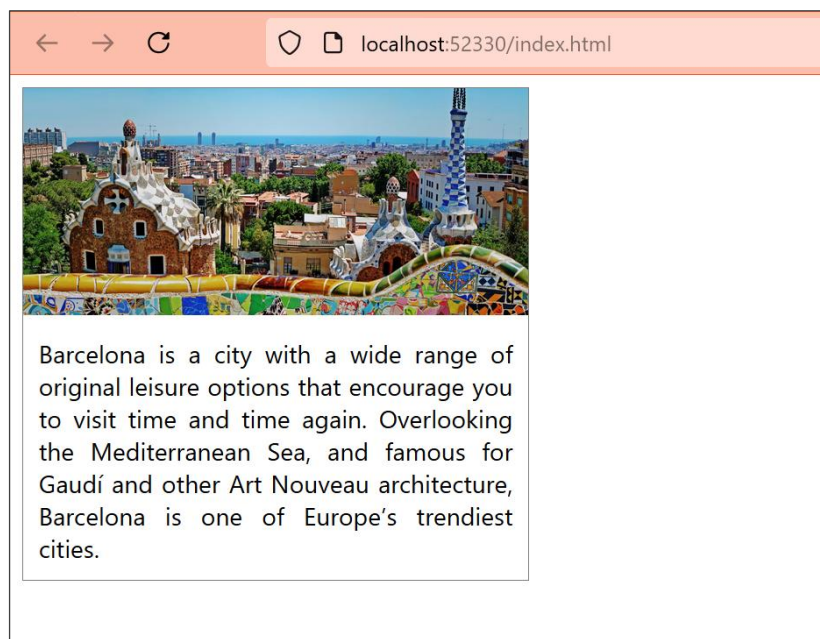 localhost:52330/index.html
Barcelona is a city with a wide range of
original leisure options that encourage you
to visit time and time again. Overlooking
the Mediterranean Sea, and famous for
Gaudí and other Art Nouveau architecture,
Barcelona is one of Europe’s trendiest
cities.